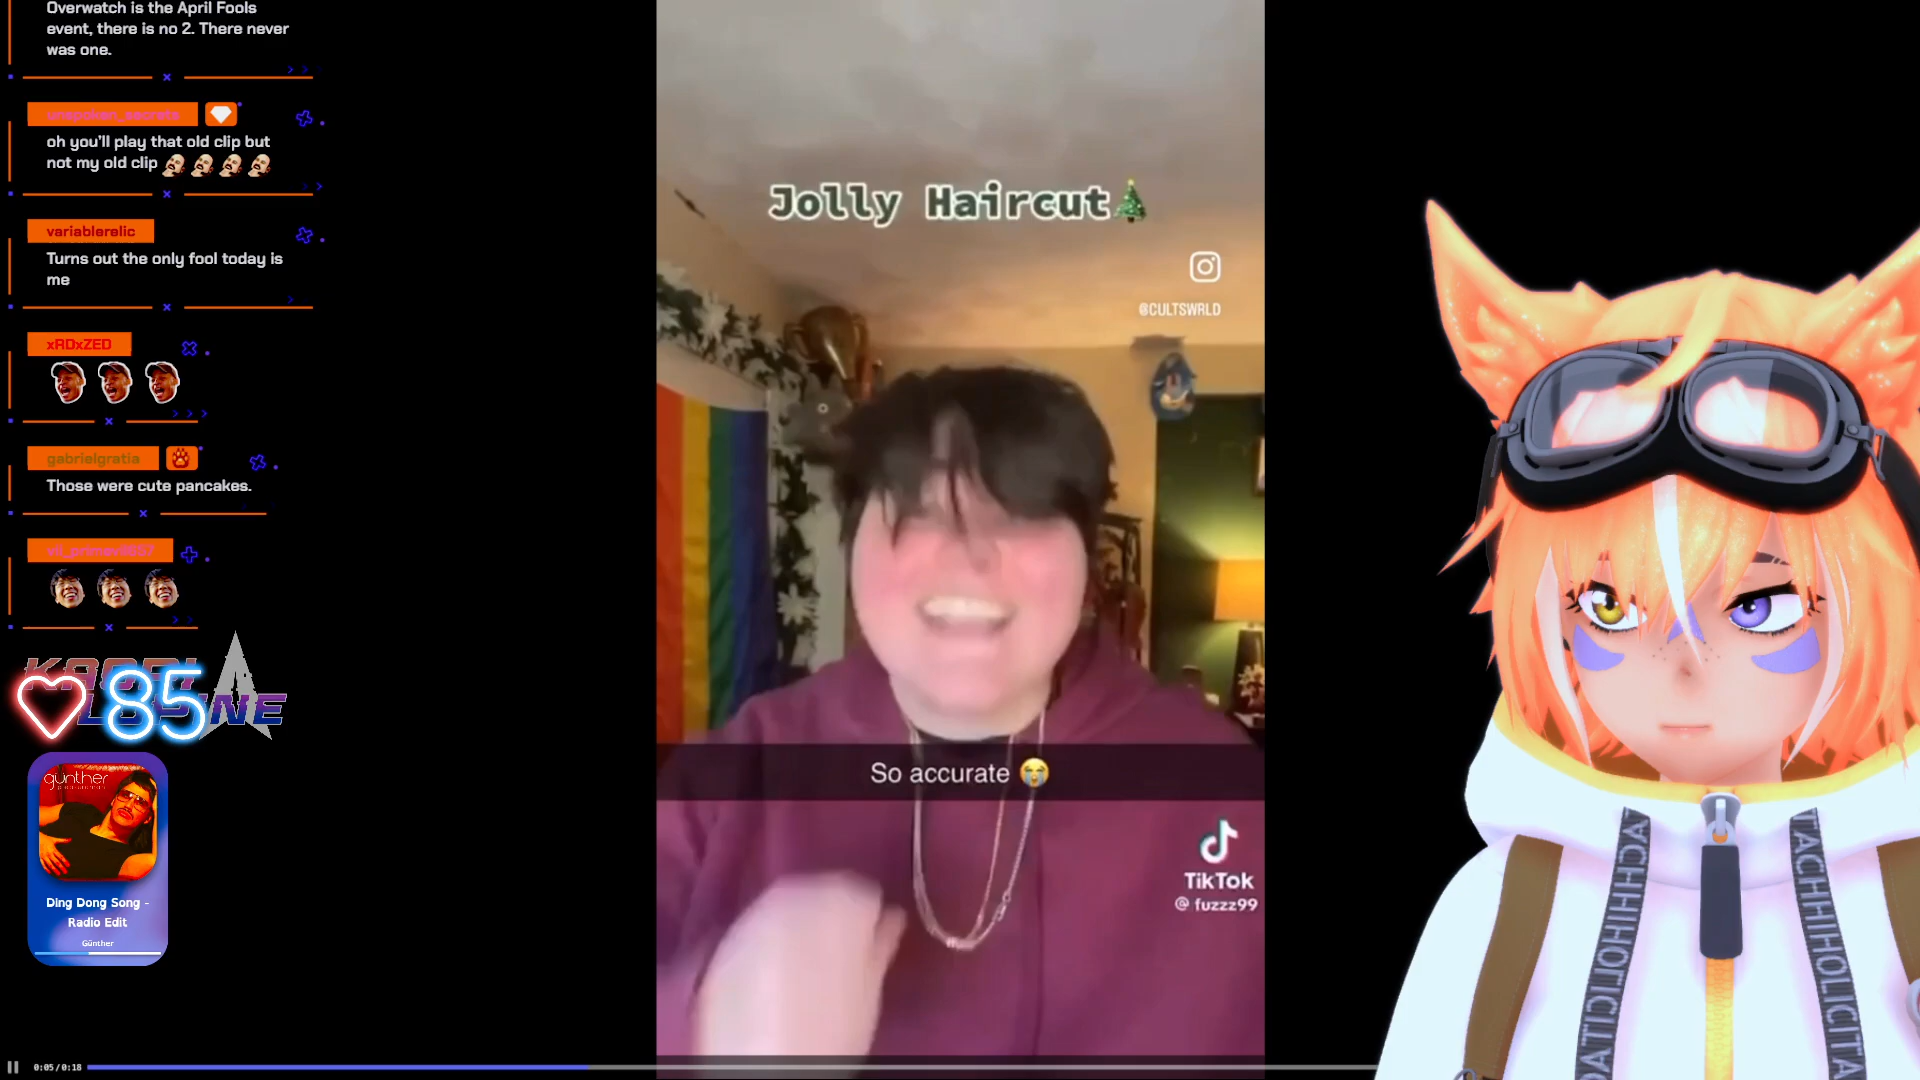 Overwatch is the April Fools
event, there is no 2. There never
was one.
unspoken_secrets
oh you'll play that old clip but
not my old clip
variablerelic
Turns out the only fool today is
me
xRDxZED
gabrielgratia
Those were cute pancakes.
85
NE
günther
Ding Dong Song -
Radio Edit
Günther
0:05 / 0:18
Jolly Haircut🎄
@CULTSWRLD
So accurate 😭
TikTok
@ fuzzz99